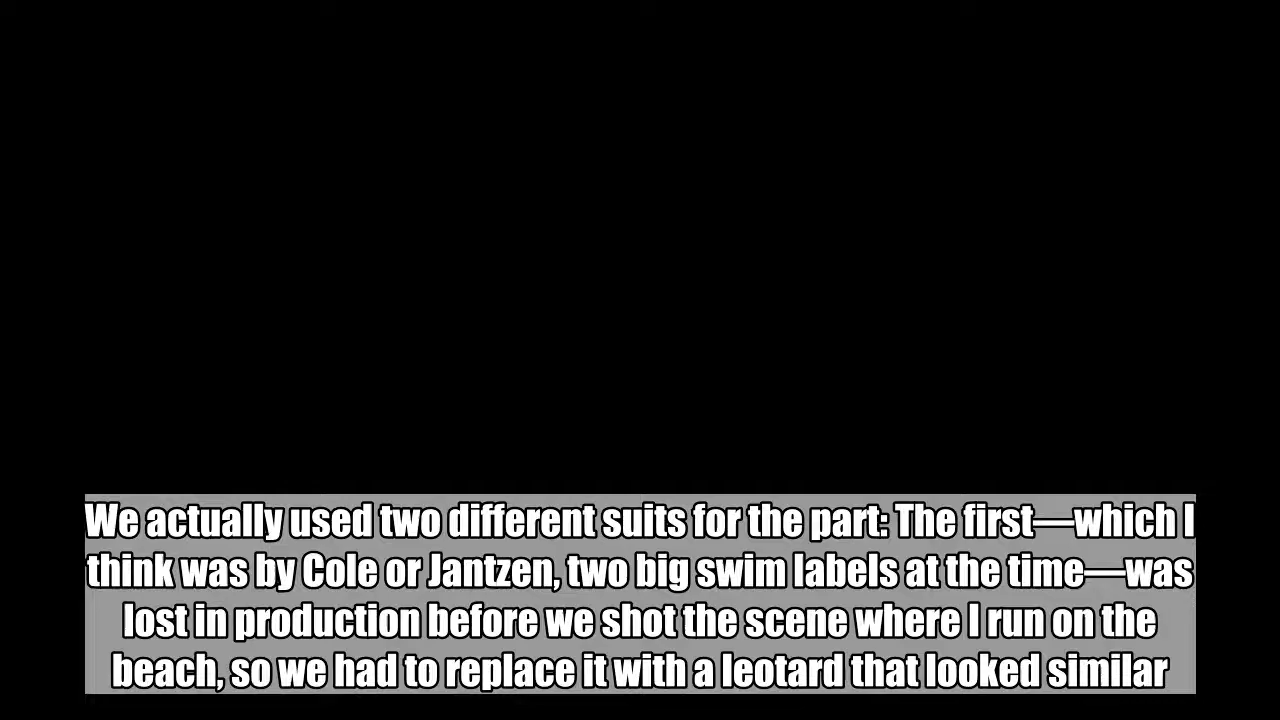 We actually used two different suits for the part: The first—which I
think was by Cole or Jantzen, two big swim labels at the time—was
lost in production before we shot the scene where I run on the
beach, so we had to replace it with a leotard that looked similar